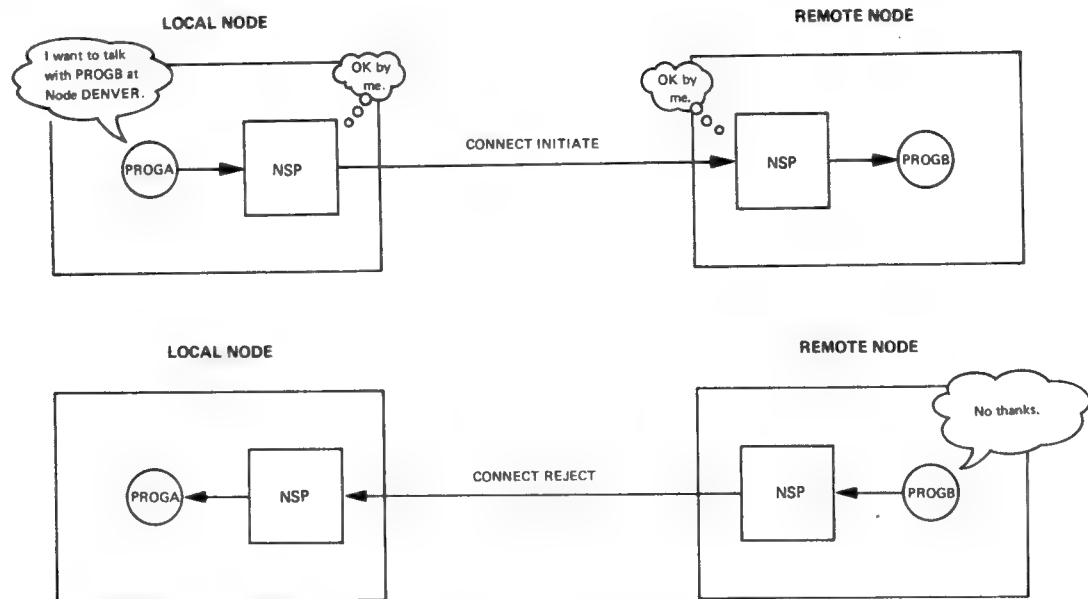 LOCAL NODE
REMOTE NODE
I want to talk
with PROGB at
Node DENVER.
OK by
me.
OK by
me.
PROGA
NSP
CONNECT INITIATE
NSP
PROGB
LOCAL NODE
REMOTE NODE
No thanks.
PROGA
NSP
CONNECT REJECT
NSP
PROGB